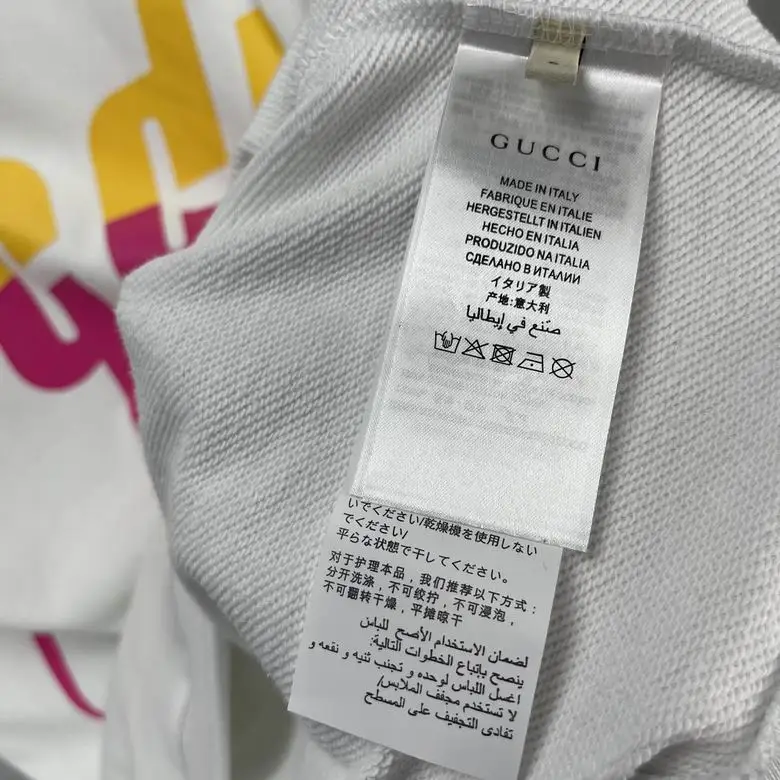 GUCCI
MADE IN ITALY
FABRIQUE EN ITALIE
HERGESTELLT IN ITALIEN
HECHO EN ITALIA
PRODUZIDO NA ITALIA
СДЕЛАНО В ИТАЛИИ
イタリア製
产地:意大利
صنع في إيطاليا
いでください/乾燥機を使用しない
でください/
平らな状態で干してください。
对于护理本品，我们推荐以下方式：
分开洗涤，不可绞拧，不可浸泡，
不可翻转干燥，平摊晾干
لضمان الاستخدام الأصح للباس
ينصح بإتباع الخطوات التالية:
اغسل اللباس لوحده و تجنب ثنيه و نقعه و
لا تستخدم مجفف الملابس/
تفادى التجفيف على المسطح